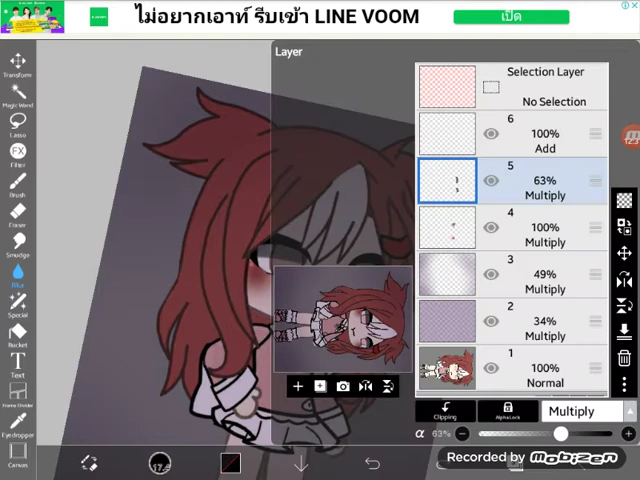 ไม่อยากเอาท์ รีบเข้า LINE VOOM
เปิด
Layer
Transform
Magic Wand
Lasso
FX
Filter
Brush
Eraser
Smudge
Special
Bucket
T
Text
Frame Divider
Eyedropper
Canvas
Selection Layer
No Selection
6
100%
Add
5
63%
Multiply
4
100%
Multiply
3
49%
Multiply
2
34%
Multiply
1
100%
Normal
Clipping
AlphaLock
Multiply
α 63%
Recorded by Mobizen